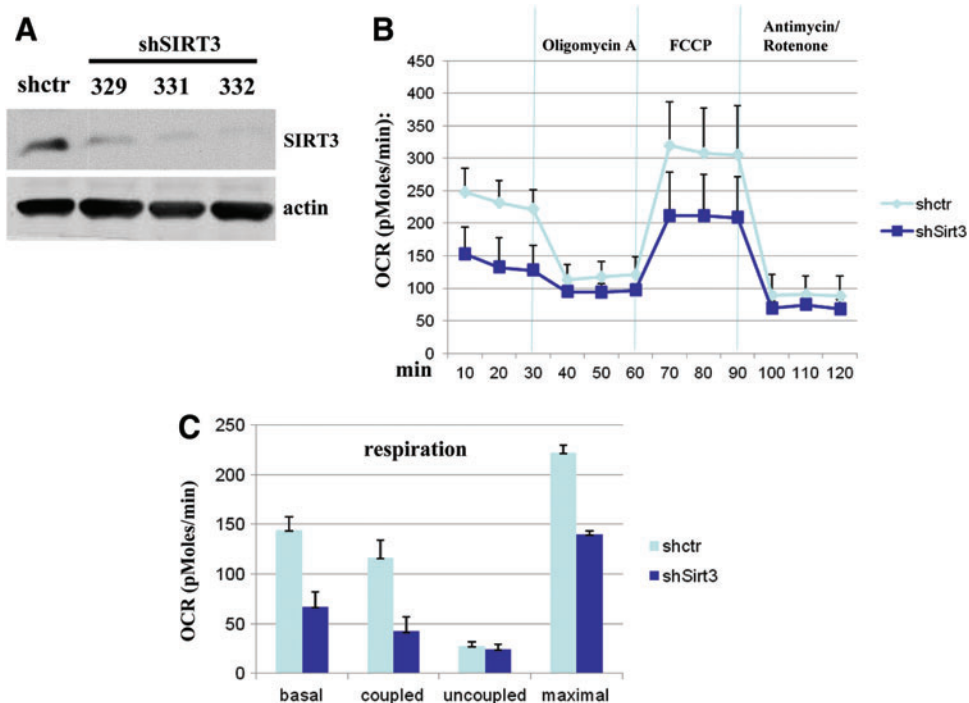 A
shSIRT3
shctr 329 331 332
SIRT3
actin
B
Oligomycin A FCCP Antimycin/
Rotenone
OCR (pMoles/min):
450
400
350
300
250
200
150
100
50
0
min 10 20 30 40 50 60 70 80 90 100 110 120
shctr
shSirt3
C
respiration
OCR (pMoles/min)
250
200
150
100
50
0
basal coupled uncoupled maximal
shctr
shSirt3